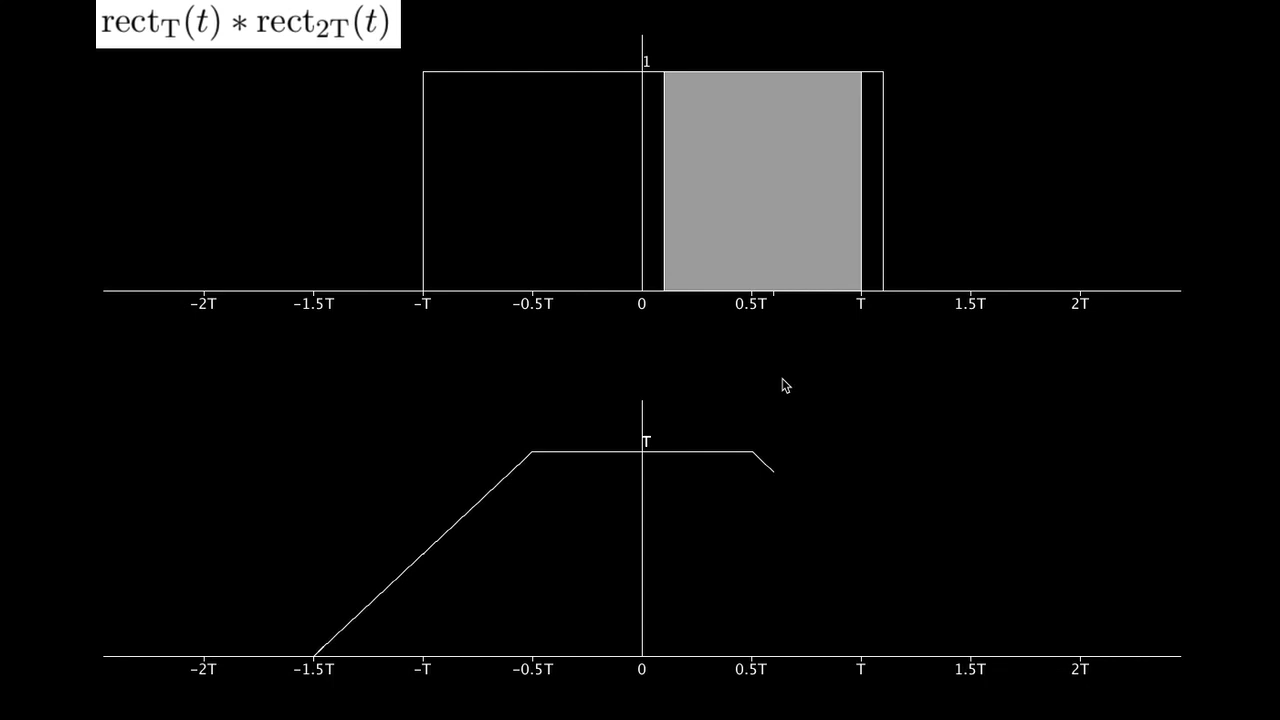 rect_T(t) ∗ rect_2T(t)
1
−2T −1.5T −T −0.5T 0 0.5T T 1.5T 2T
T
−2T −1.5T −T −0.5T 0 0.5T T 1.5T 2T